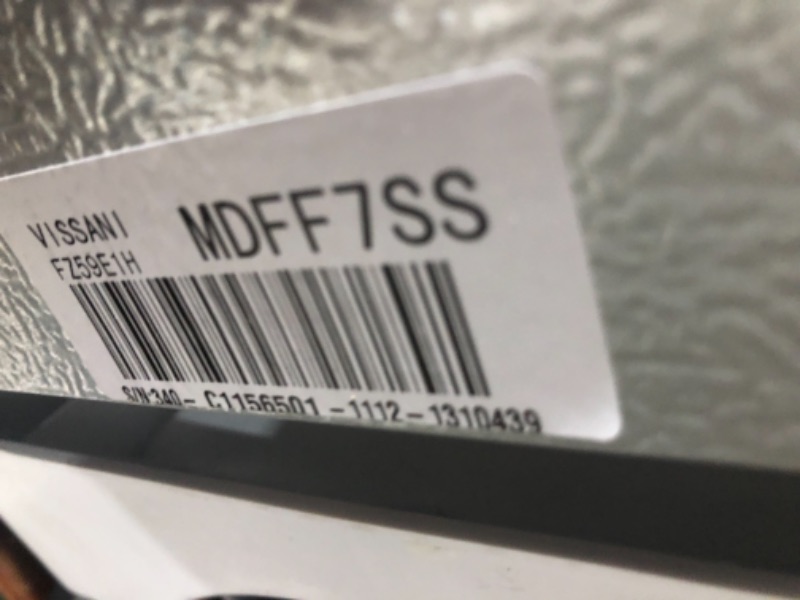 VISSANI MDFF7SS
FZ59E1H
S/N:340- C1156501 -1112-1310439